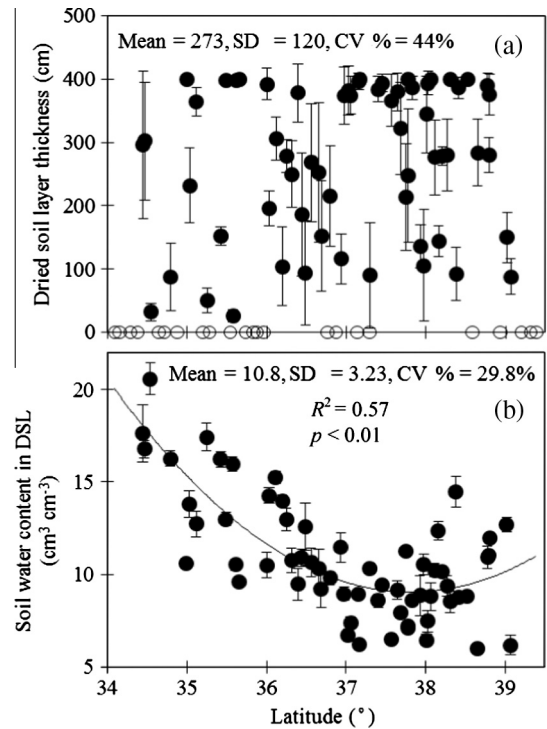 500
400
300
200
100
0
Dried soil layer thickness (cm)
Mean = 273, SD = 120, CV % = 44%
(a)
20
15
10
5
Soil water content in DSL
(cm³ cm⁻³)
Mean = 10.8, SD = 3.23, CV % = 29.8%
R² = 0.57
p < 0.01
(b)
34 35 36 37 38 39
Latitude (°)